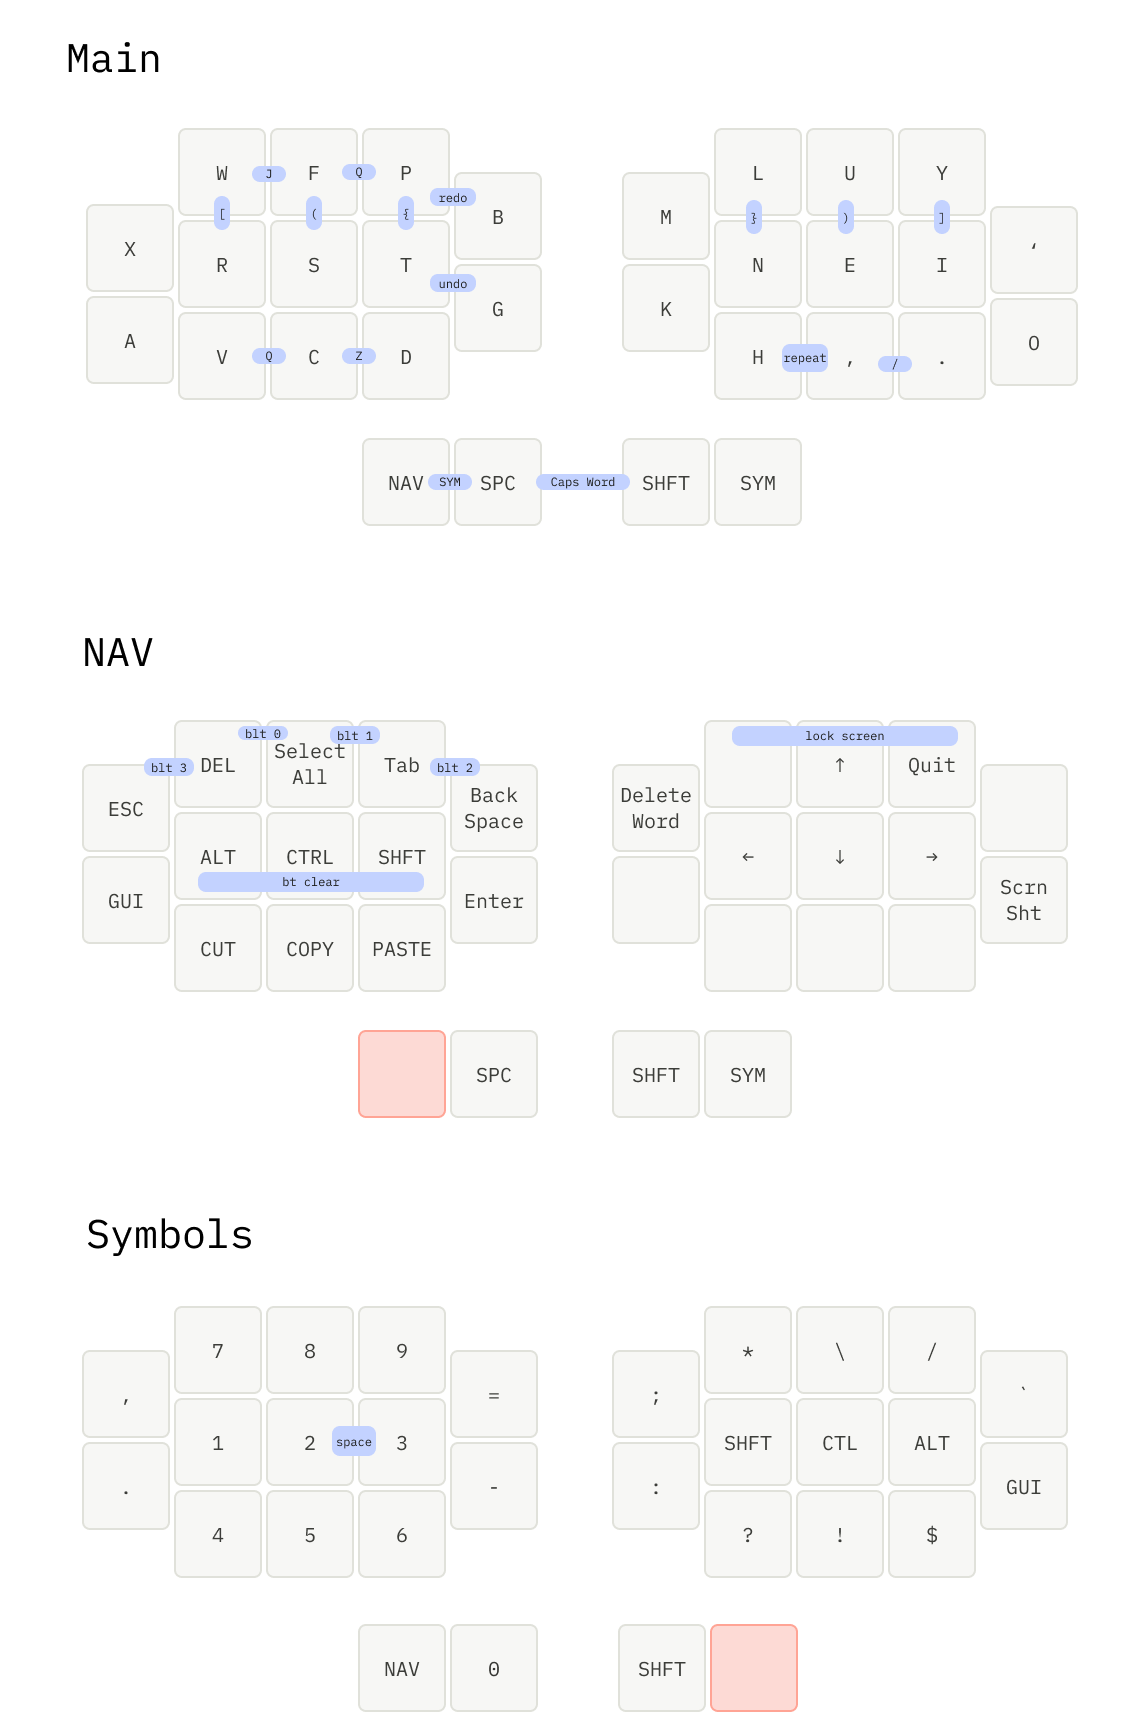 Main
W J F Q P
L U Y
[ ( { redo
} ) ]
B
M
X
R S T
N E I
‘
undo
G
K
A
V Q C Z D
H repeat , / .
O
NAV SYM SPC Caps Word SHFT SYM
NAV
blt 0 blt 1
lock screen
blt 3 DEL Select All Tab blt 2
↑ Quit
ESC
Back
Space
Delete
Word
ALT CTRL SHFT
← ↓ →
bt clear
GUI
Enter
Scrn
Sht
CUT COPY PASTE
SPC SHFT SYM
Symbols
7 8 9
* \ /
,
=
;
`
1 2 space 3
SHFT CTL ALT
.
-
:
GUI
4 5 6
? ! $
NAV 0 SHFT